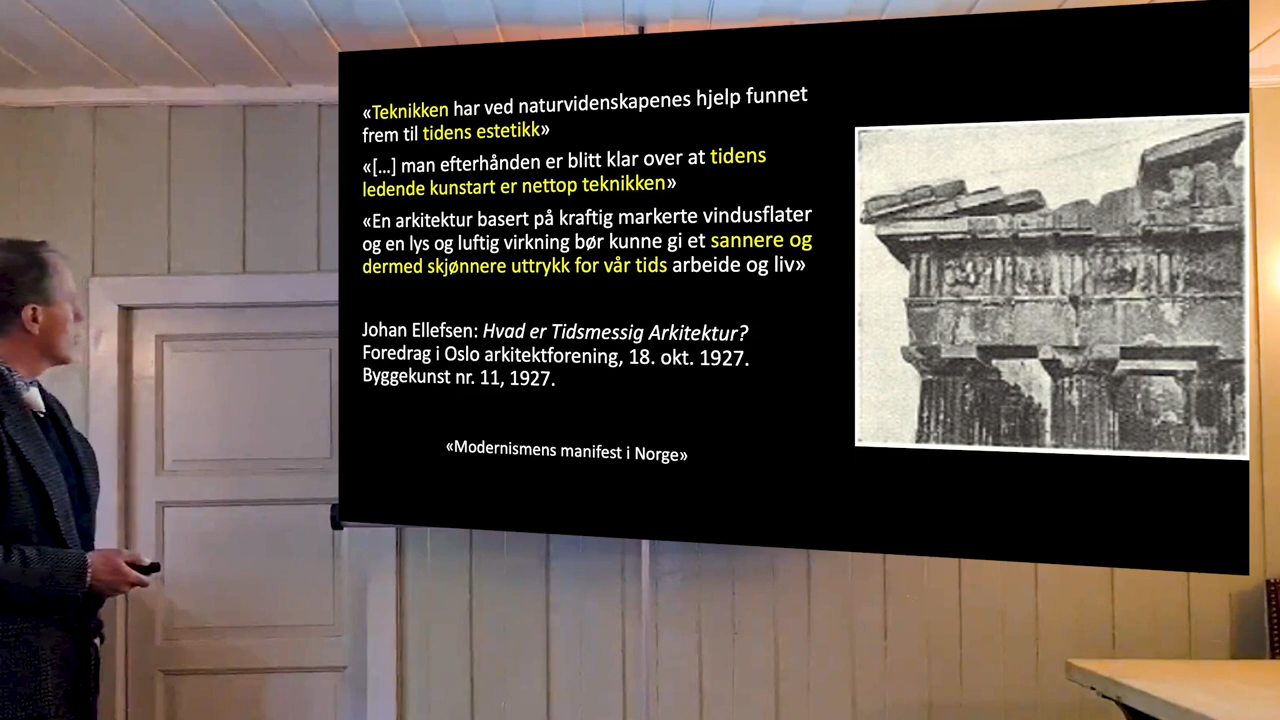 «Teknikken har ved naturvidenskapenes hjelp funnet
frem til tidens estetikk»
«[...] man efterhånden er blitt klar over at tidens
ledende kunstart er nettop teknikken»
«En arkitektur basert på kraftig markerte vindusflater
og en lys og luftig virkning bør kunne gi et sannere og
dermed skjønnere uttrykk for vår tids arbeide og liv»
Johan Ellefsen: Hvad er Tidsmessig Arkitektur?
Foredrag i Oslo arkitektforening, 18. okt. 1927.
Byggekunst nr. 11, 1927.
«Modernismens manifest i Norge»